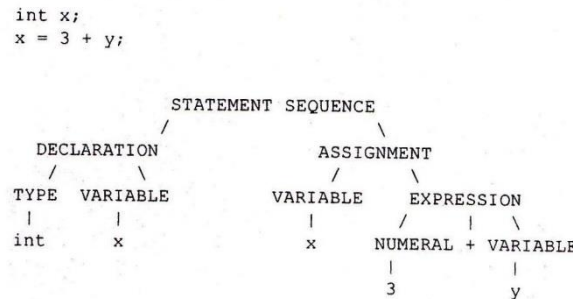 int x;
x = 3 + y;
STATEMENT SEQUENCE
DECLARATION ASSIGNMENT
TYPE VARIABLE VARIABLE EXPRESSION
int x x NUMERAL + VARIABLE
3 y